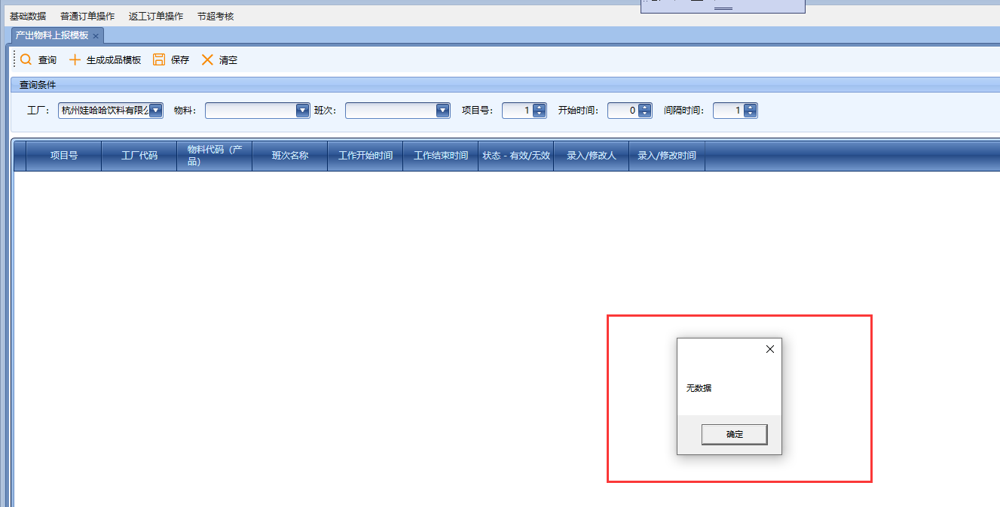 基础数据 普通订单操作 返工订单操作 节超考核
产出物料上报模板
查询 生成成品模板 保存 清空
查询条件
工厂： 杭州娃哈哈饮料有限 物料： 班次： 项目号： 1 开始时间： 0 间隔时间： 1
项目号 工厂代码 物料代码（产品） 班次名称 工作开始时间 工作结束时间 状态 - 有效/无效 录入/修改人 录入/修改时间
无数据
确定